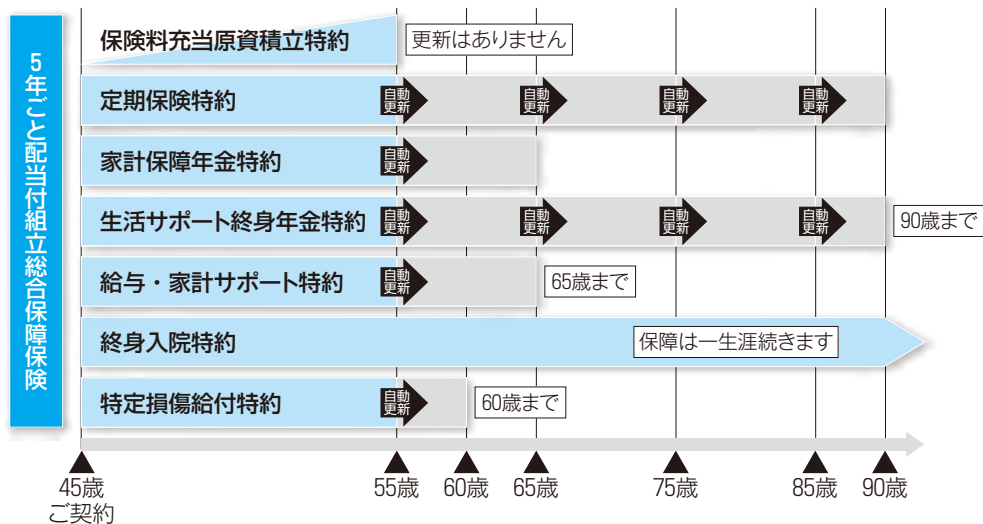 5年ごと配当付組立総合保障保険
保険料充当原資積立特約
更新はありません
定期保険特約
自動更新
自動更新
自動更新
自動更新
家計保障年金特約
自動更新
生活サポート終身年金特約
自動更新
自動更新
自動更新
自動更新
90歳まで
給与・家計サポート特約
自動更新
65歳まで
終身入院特約
保障は一生涯続きます
特定損傷給付特約
自動更新
60歳まで
45歳 55歳 60歳 65歳 75歳 85歳 90歳
ご契約